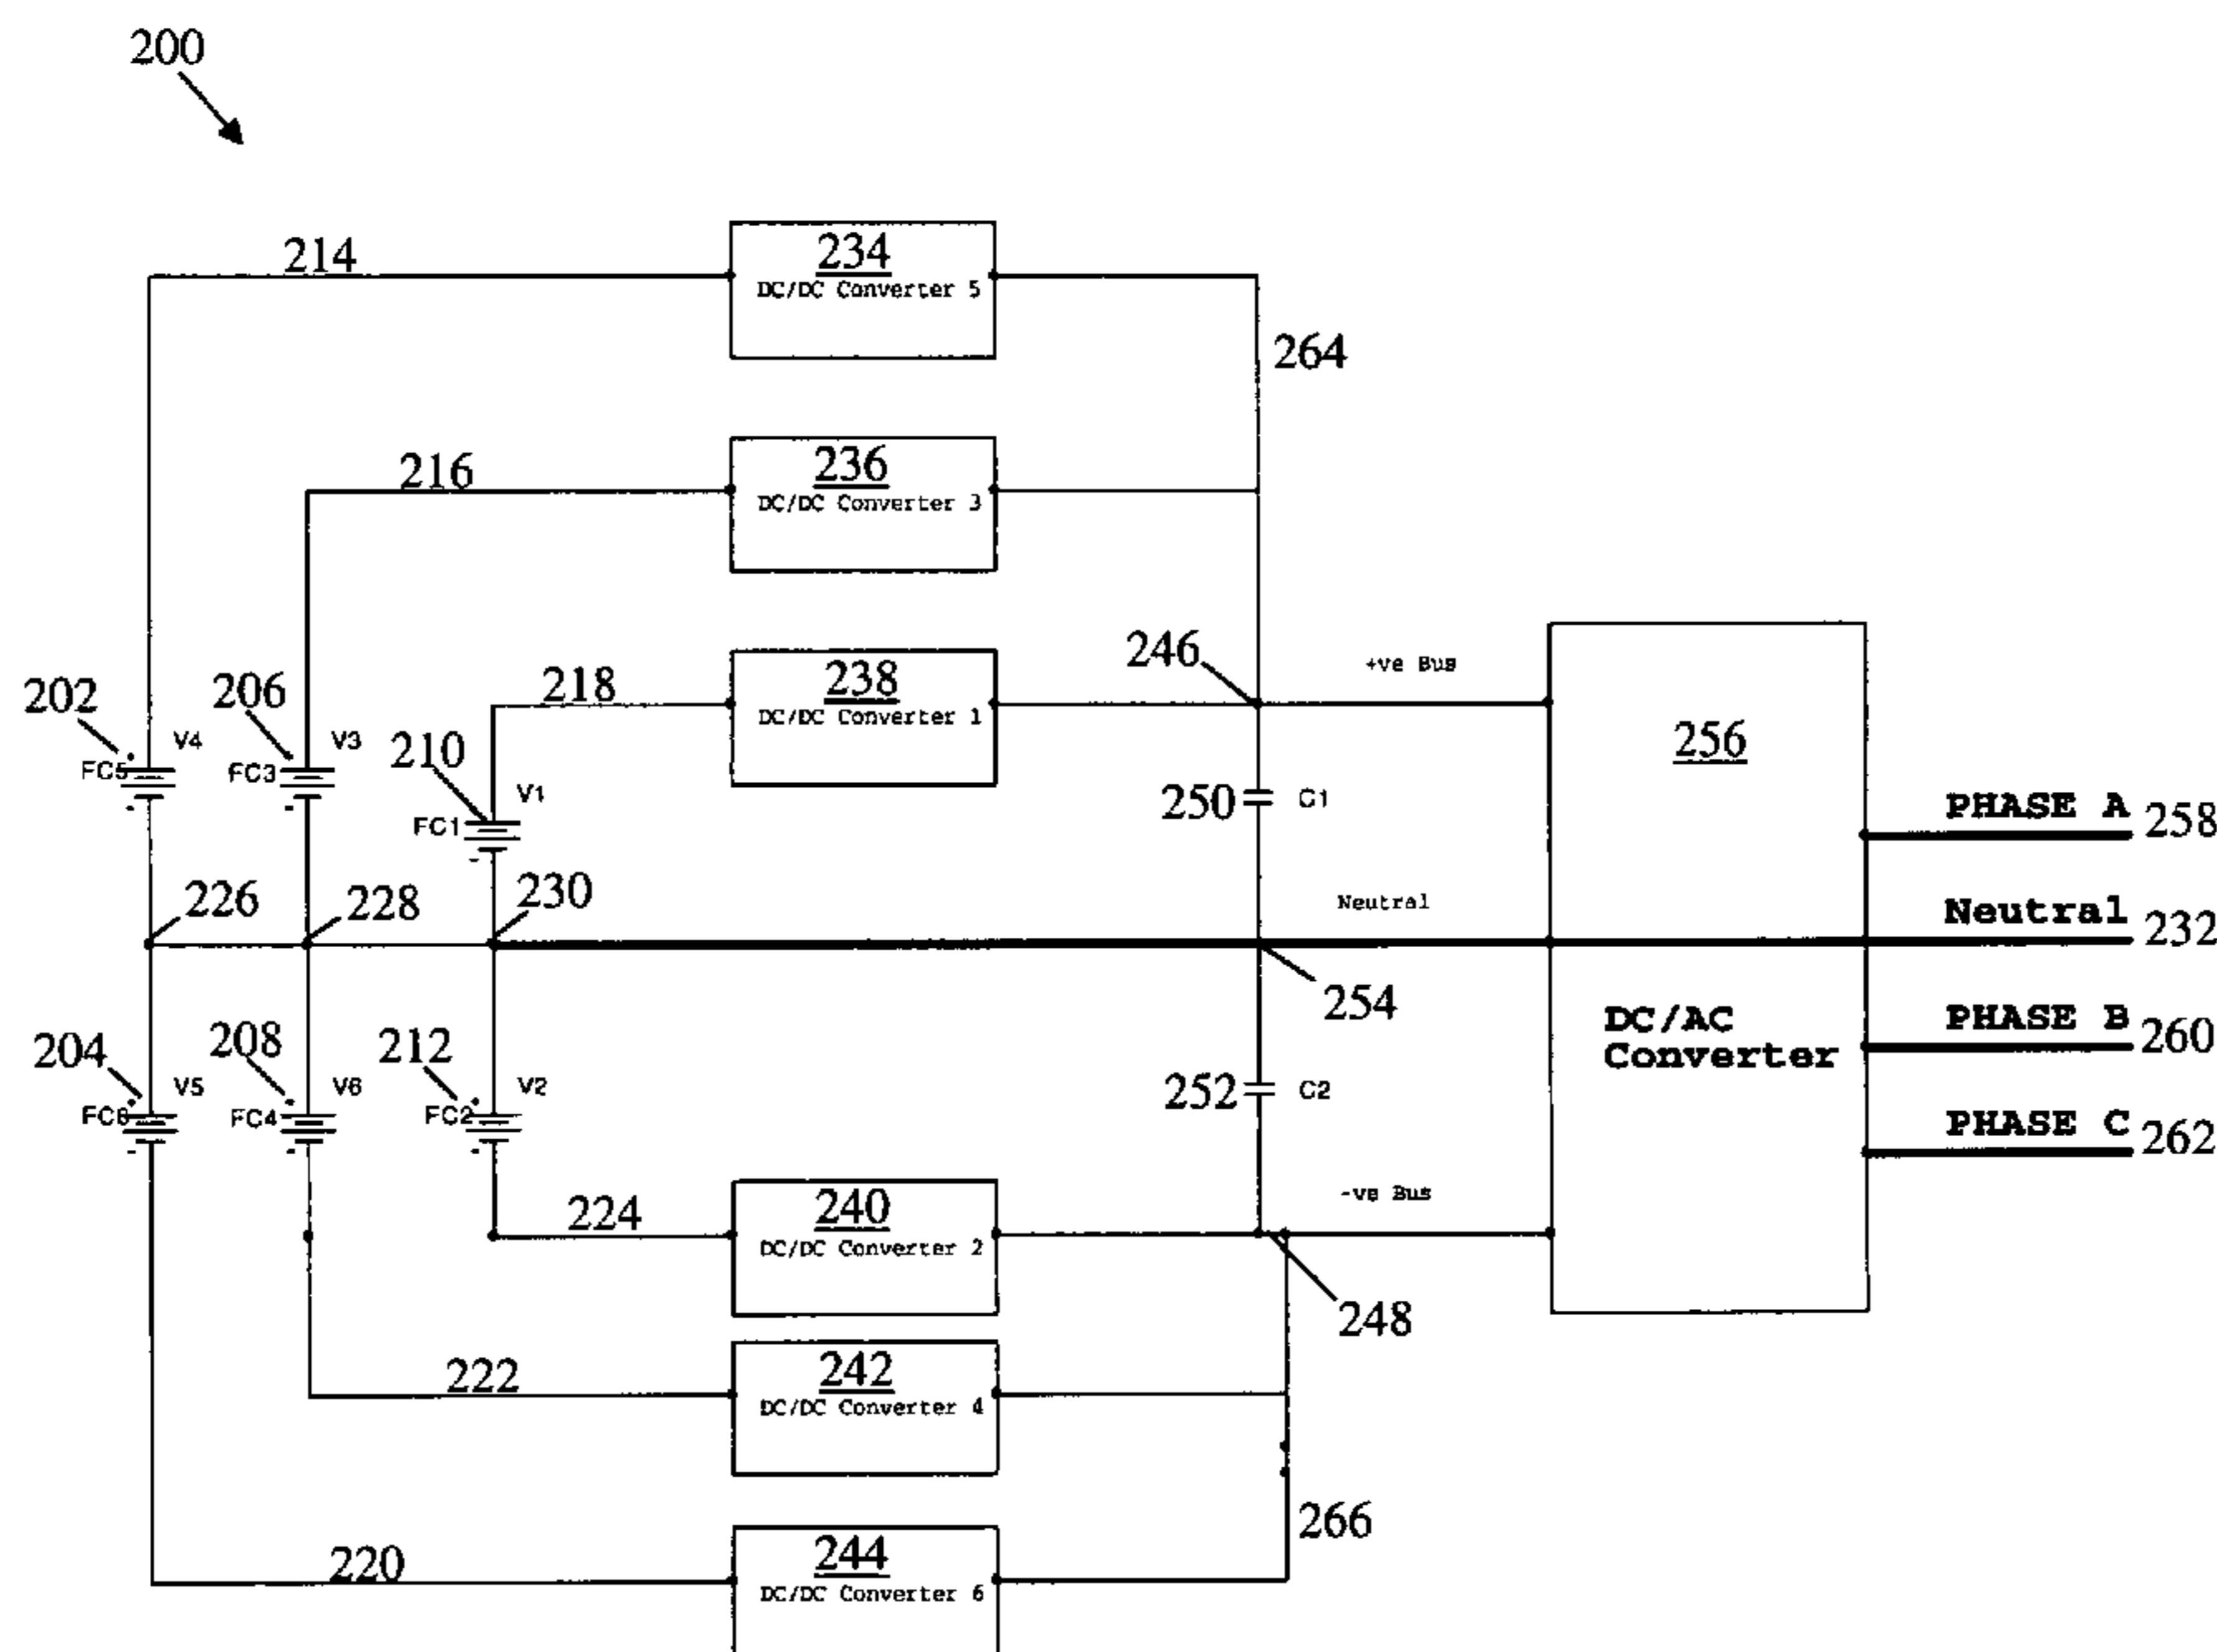 200
214
234
DC/DC Converter 5
264
216
236
DC/DC Converter 3
246
+ve Bus
218
238
DC/DC Converter 1
202
206
V4
V3
210
256
FC5
FC3
V1
250
C1
PHASE A 258
FC1
226
228
230
Neutral
Neutral 232
254
204
208
212
DC/AC
Converter
PHASE B 260
V5
V6
V2
252
C2
FC6
FC4
FC2
PHASE C 262
224
240
DC/DC Converter 2
-ve Bus
248
222
242
DC/DC Converter 4
266
220
244
DC/DC Converter 6